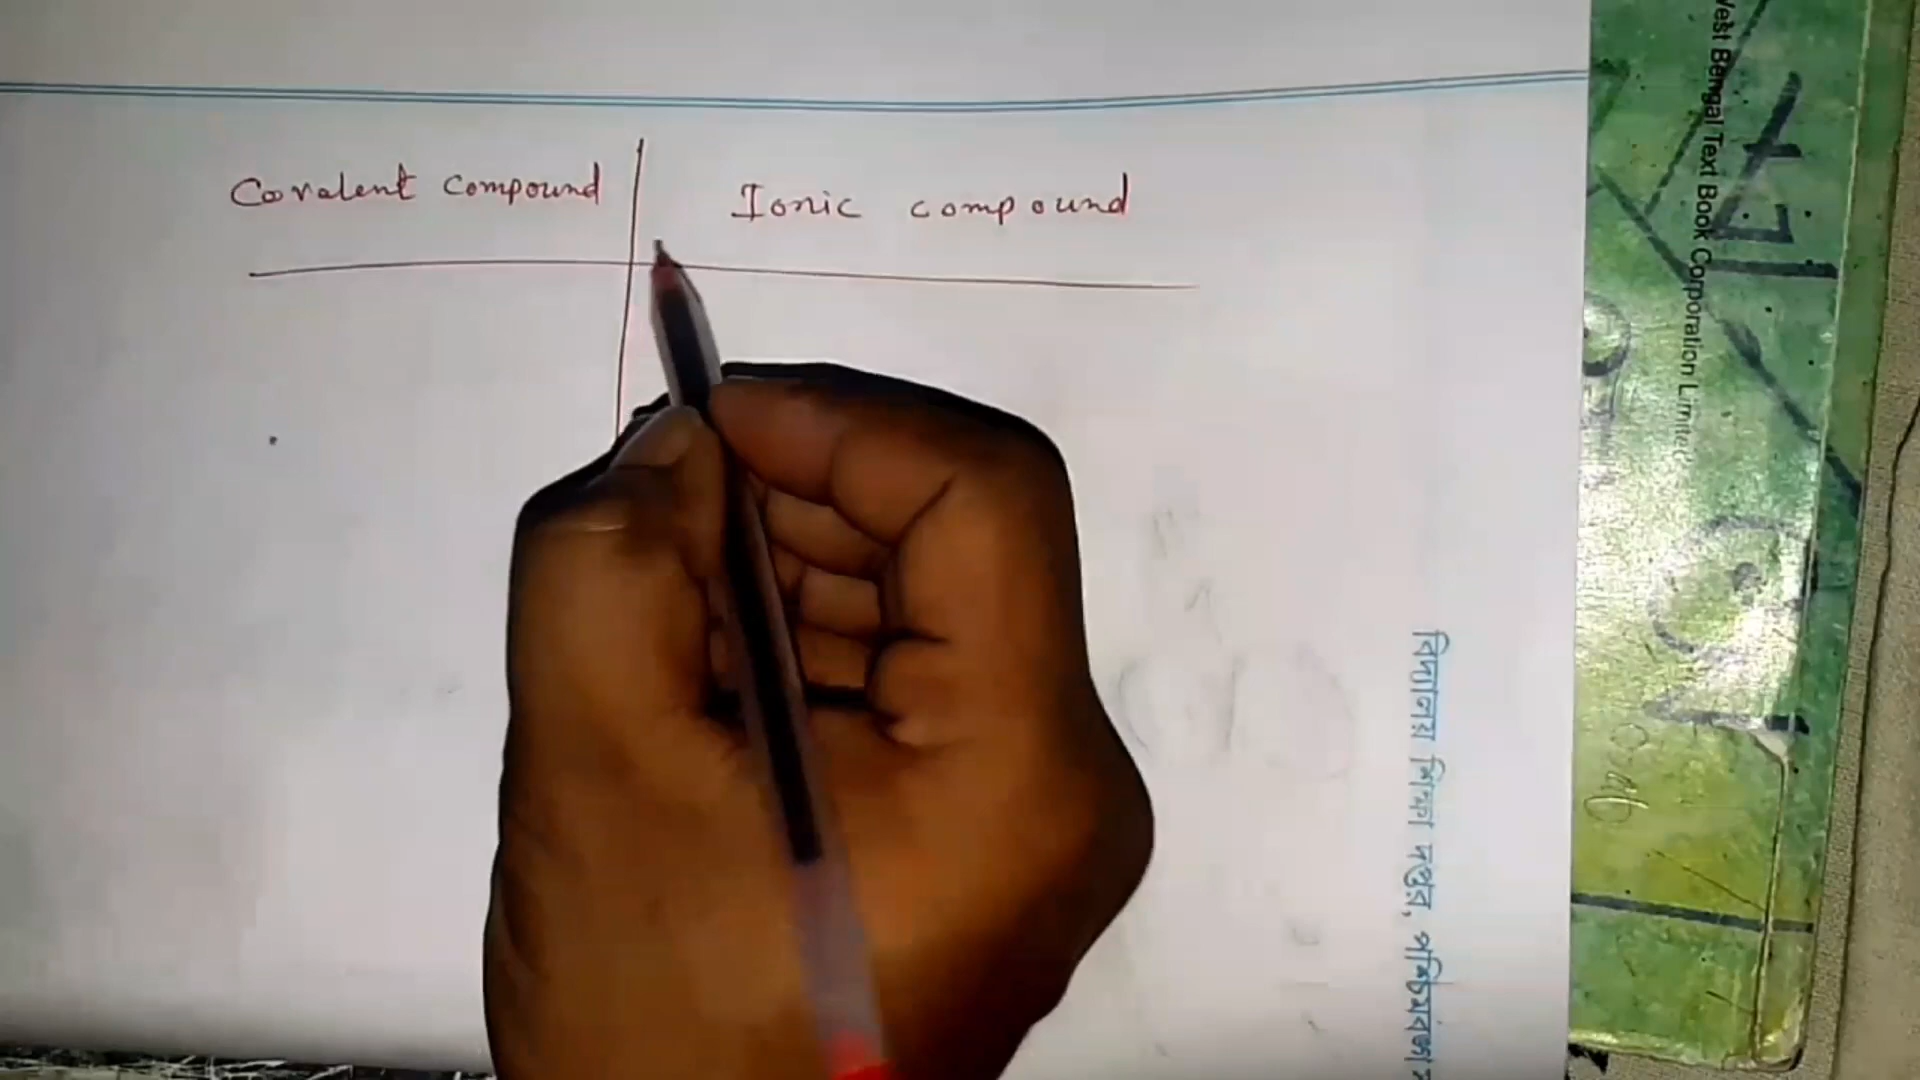 Covalent compound
Ionic compound
West Bengal Text Book Corporation Limited
বিদ্যালয় শিক্ষা দপ্তর, পশ্চিমবঙ্গ